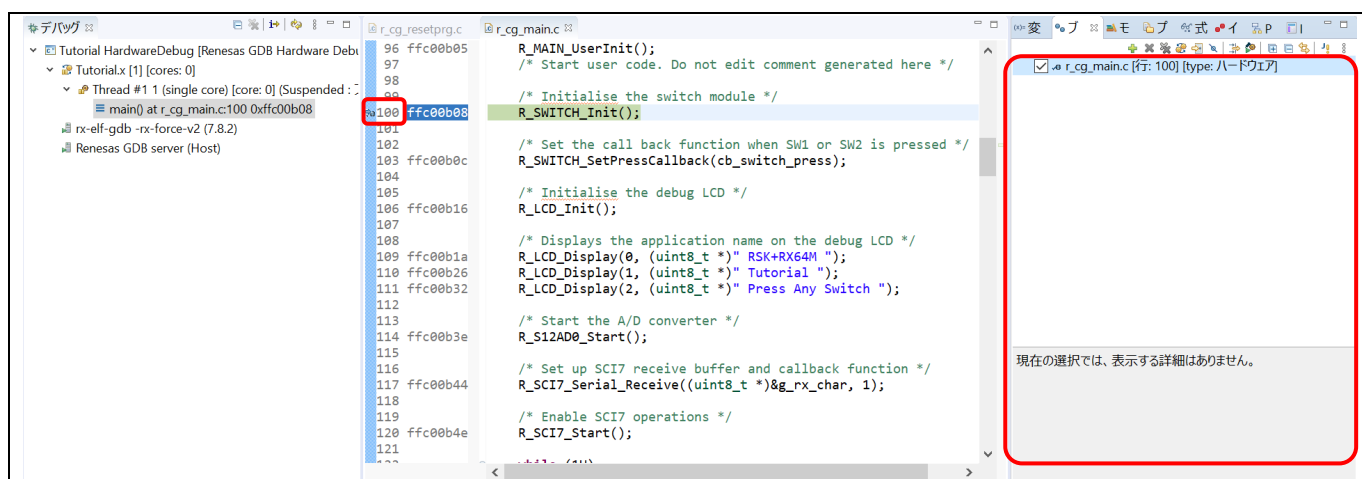 デバッグ
Tutorial HardwareDebug [Renesas GDB Hardware Debu
Tutorial.x [1] [cores: 0]
Thread #1 1 (single core) [core: 0] (Suspended :
main() at r_cg_main.c:100 0xffc00b08
rx-elf-gdb -rx-force-v2 (7.8.2)
Renesas GDB server (Host)
r_cg_resetprg.c r_cg_main.c
96 ffc00b05 R_MAIN_UserInit();
97 /* Start user code. Do not edit comment generated here */
98
99 /* Initialise the switch module */
100 ffc00b08 R_SWITCH_Init();
101
102 /* Set the call back function when SW1 or SW2 is pressed */
103 ffc00b0c R_SWITCH_SetPressCallback(cb_switch_press);
104
105 /* Initialise the debug LCD */
106 ffc00b16 R_LCD_Init();
107
108 /* Displays the application name on the debug LCD */
109 ffc00b1a R_LCD_Display(0, (uint8_t *)" RSK+RX64M ");
110 ffc00b26 R_LCD_Display(1, (uint8_t *)" Tutorial ");
111 ffc00b32 R_LCD_Display(2, (uint8_t *)" Press Any Switch ");
112
113 /* Start the A/D converter */
114 ffc00b3e R_S12AD0_Start();
115
116 /* Set up SCI7 receive buffer and callback function */
117 ffc00b44 R_SCI7_Serial_Receive((uint8_t *)&g_rx_char, 1);
118
119 /* Enable SCI7 operations */
120 ffc00b4e R_SCI7_Start();
121
変 ブ モ プ 式 イ P I
r_cg_main.c [行: 100] [type: ハードウェア]
現在の選択では、表示する詳細はありません。